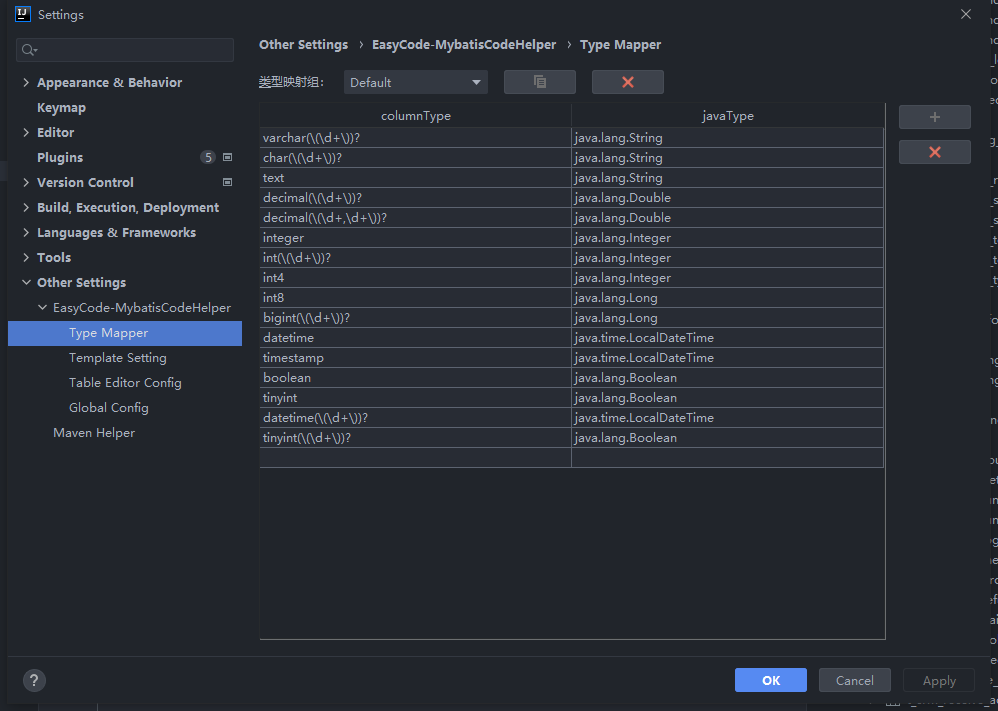 Settings
Other Settings › EasyCode-MybatisCodeHelper › Type Mapper
Appearance & Behavior
Keymap
Editor
Plugins 5
Version Control
Build, Execution, Deployment
Languages & Frameworks
Tools
Other Settings
EasyCode-MybatisCodeHelper
Type Mapper
Template Setting
Table Editor Config
Global Config
Maven Helper
类型映射组: Default
columnType javaType
varchar(\(\d+\))? java.lang.String
char(\(\d+\))? java.lang.String
text java.lang.String
decimal(\(\d+\))? java.lang.Double
decimal(\(\d+,\d+\))? java.lang.Double
integer java.lang.Integer
int(\(\d+\))? java.lang.Integer
int4 java.lang.Integer
int8 java.lang.Long
bigint(\(\d+\))? java.lang.Long
datetime java.time.LocalDateTime
timestamp java.time.LocalDateTime
boolean java.lang.Boolean
tinyint java.lang.Boolean
datetime(\(\d+\))? java.time.LocalDateTime
tinyint(\(\d+\))? java.lang.Boolean
? OK Cancel Apply